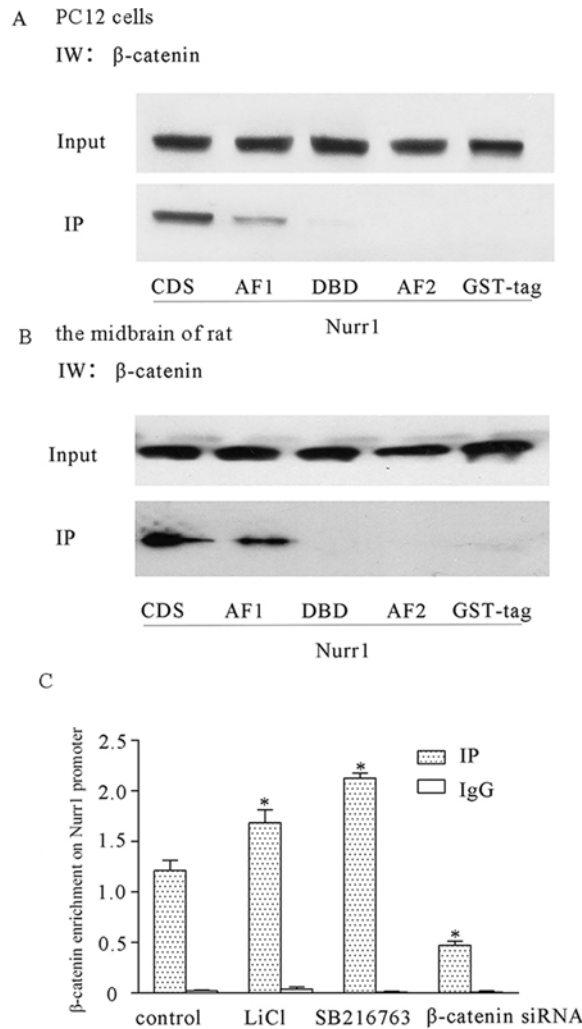 A PC12 cells
IW: β-catenin
Input
IP
CDS AF1 DBD AF2 GST-tag
Nurr1
B the midbrain of rat
IW: β-catenin
Input
IP
CDS AF1 DBD AF2 GST-tag
Nurr1
C
β-catenin enrichment on Nurr1 promoter
2.5
2.0
1.5
1.0
0.5
0
* * *
IP
IgG
control LiCl SB216763 β-catenin siRNA